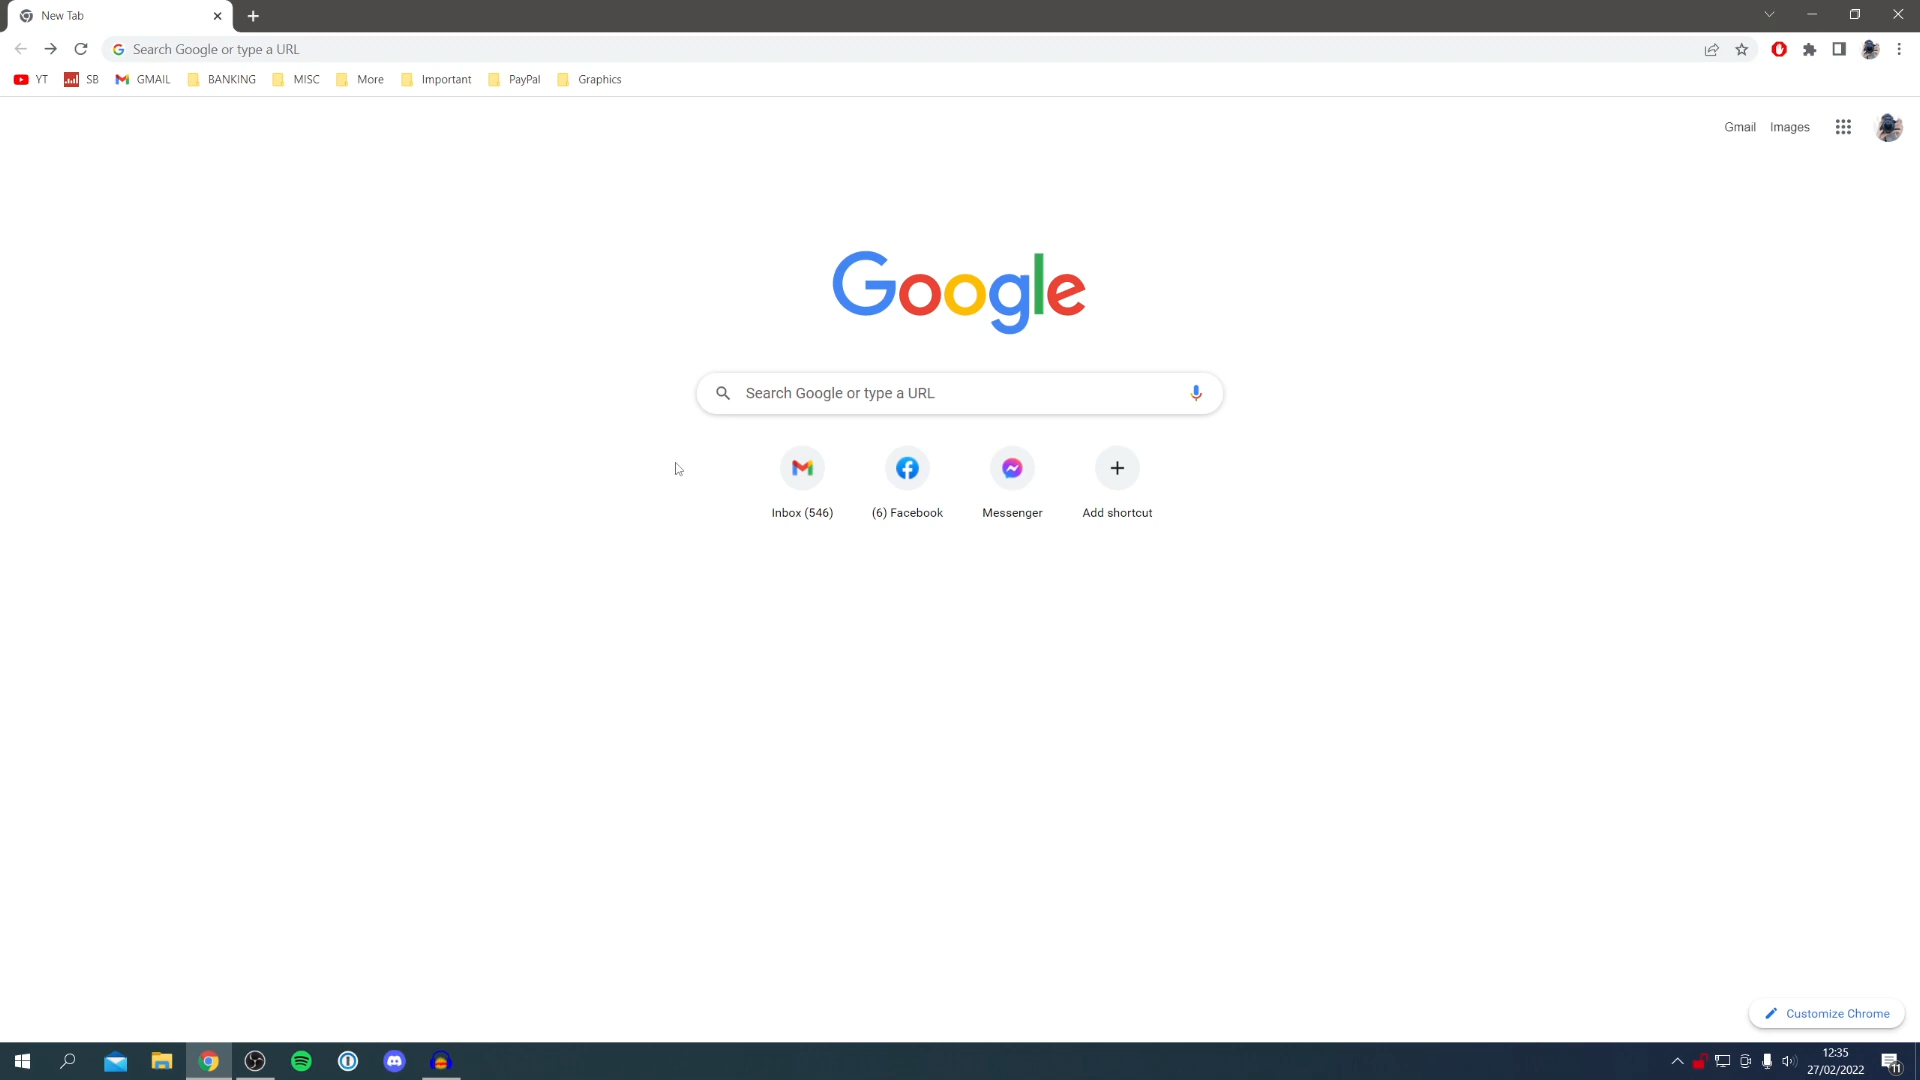 New Tab
Search Google or type a URL
YT SB GMAIL BANKING MISC More Important PayPal Graphics
Gmail Images
Google
Search Google or type a URL
Inbox (546) (6) Facebook Messenger Add shortcut
Customize Chrome
12:35
27/02/2022
11